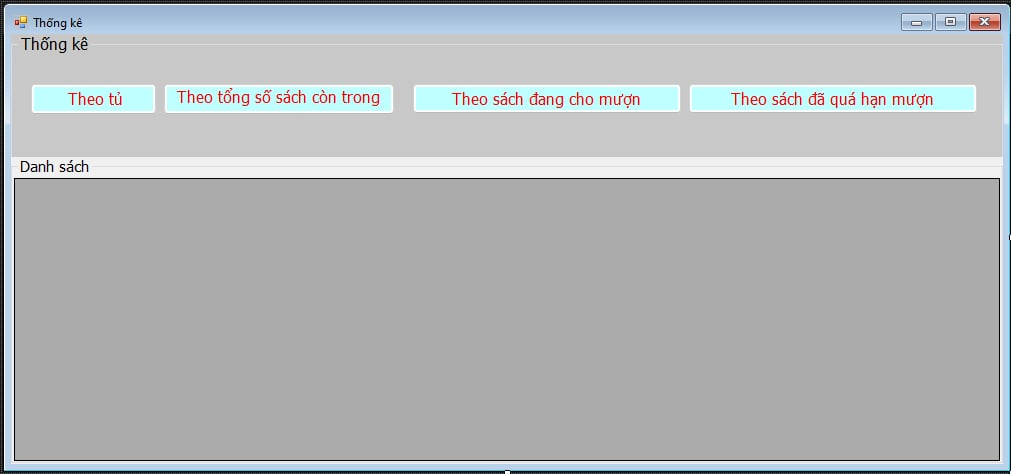 Thống kê
Thống kê
Theo tủ
Theo tổng số sách còn trong
Theo sách đang cho mượn
Theo sách đã quá hạn mượn
Danh sách